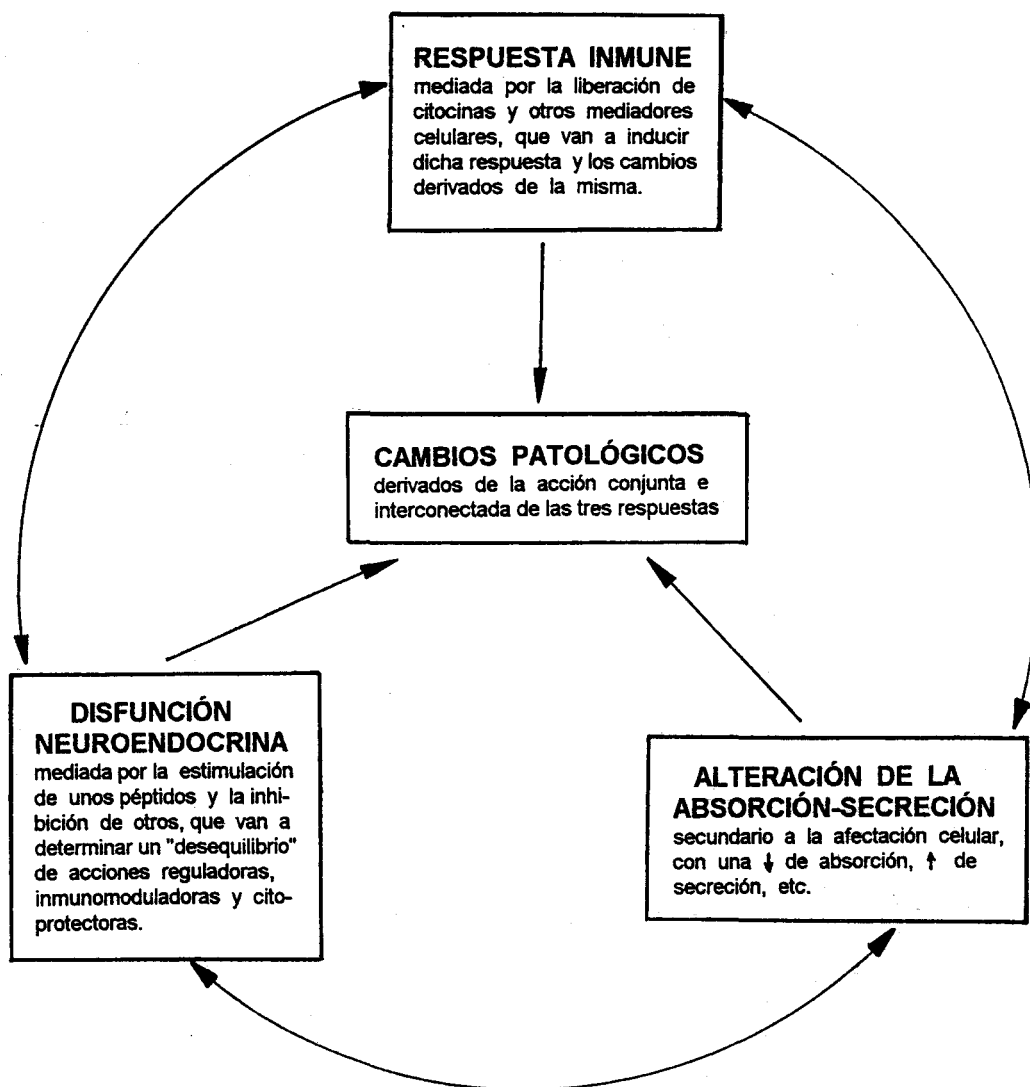 RESPUESTA INMUNE
mediada por la liberación de
citocinas y otros mediadores
celulares, que van a inducir
dicha respuesta y los cambios
derivados de la misma.
CAMBIOS PATOLÓGICOS
derivados de la acción conjunta e
interconectada de las tres respuestas
DISFUNCIÓN
NEUROENDOCRINA
mediada por la estimulación
de unos péptidos y la inhi-
bición de otros, que van a
determinar un "desequilibrio"
de acciones reguladoras,
inmunomoduladoras y cito-
protectoras.
ALTERACIÓN DE LA
ABSORCIÓN-SECRECIÓN
secundario a la afectación celular,
con una ↓ de absorción, ↑ de
secreción, etc.